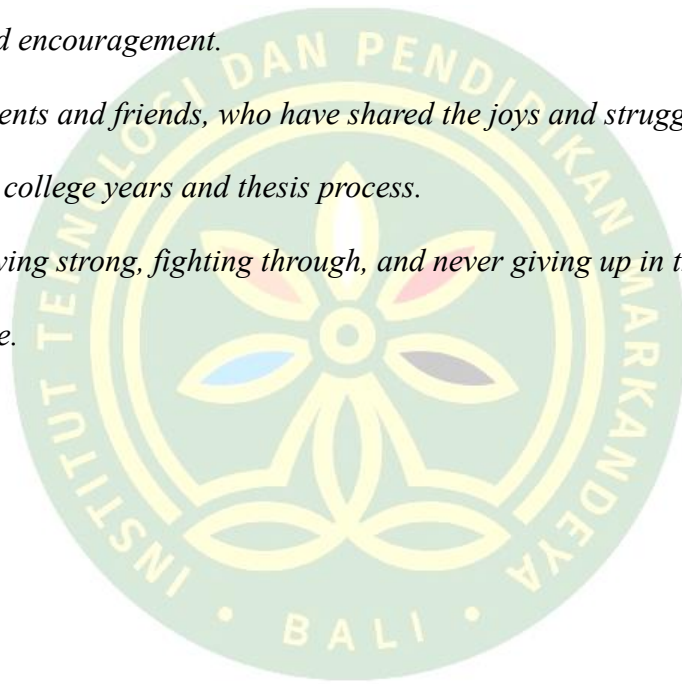 d encouragement.
ents and friends, who have shared the joys and strugg
college years and thesis process.
ving strong, fighting through, and never giving up in t
e.
INSTITUT TEKNOLOGI DAN PENDIDIKAN MARKANDEYA
• BALI •